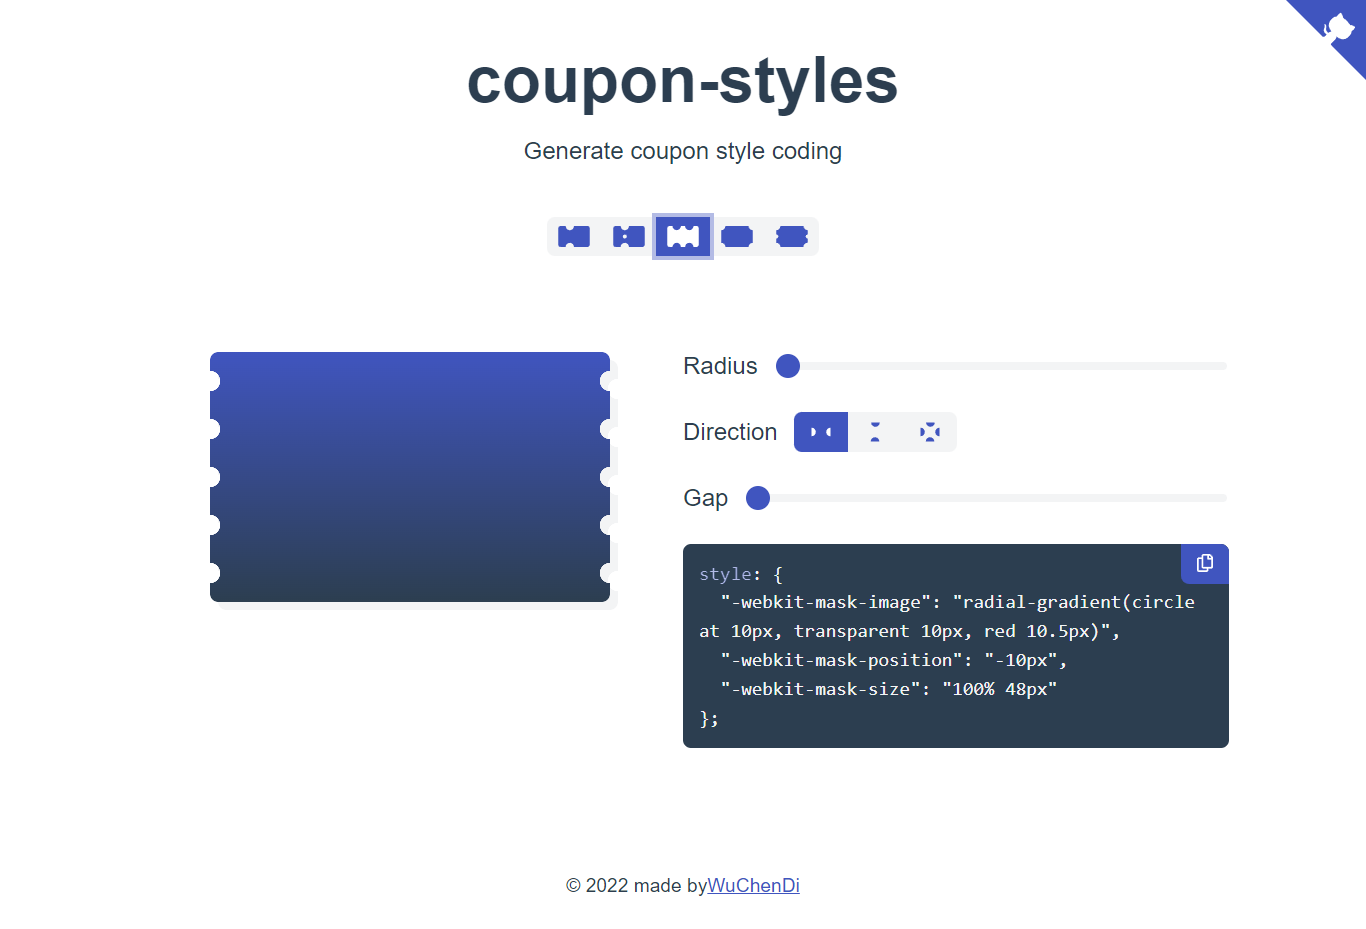 coupon-styles
Generate coupon style coding
Radius
Direction
Gap
style: {
  "-webkit-mask-image": "radial-gradient(circle
at 10px, transparent 10px, red 10.5px)",
  "-webkit-mask-position": "-10px",
  "-webkit-mask-size": "100% 48px"
};
© 2022 made byWuChenDi